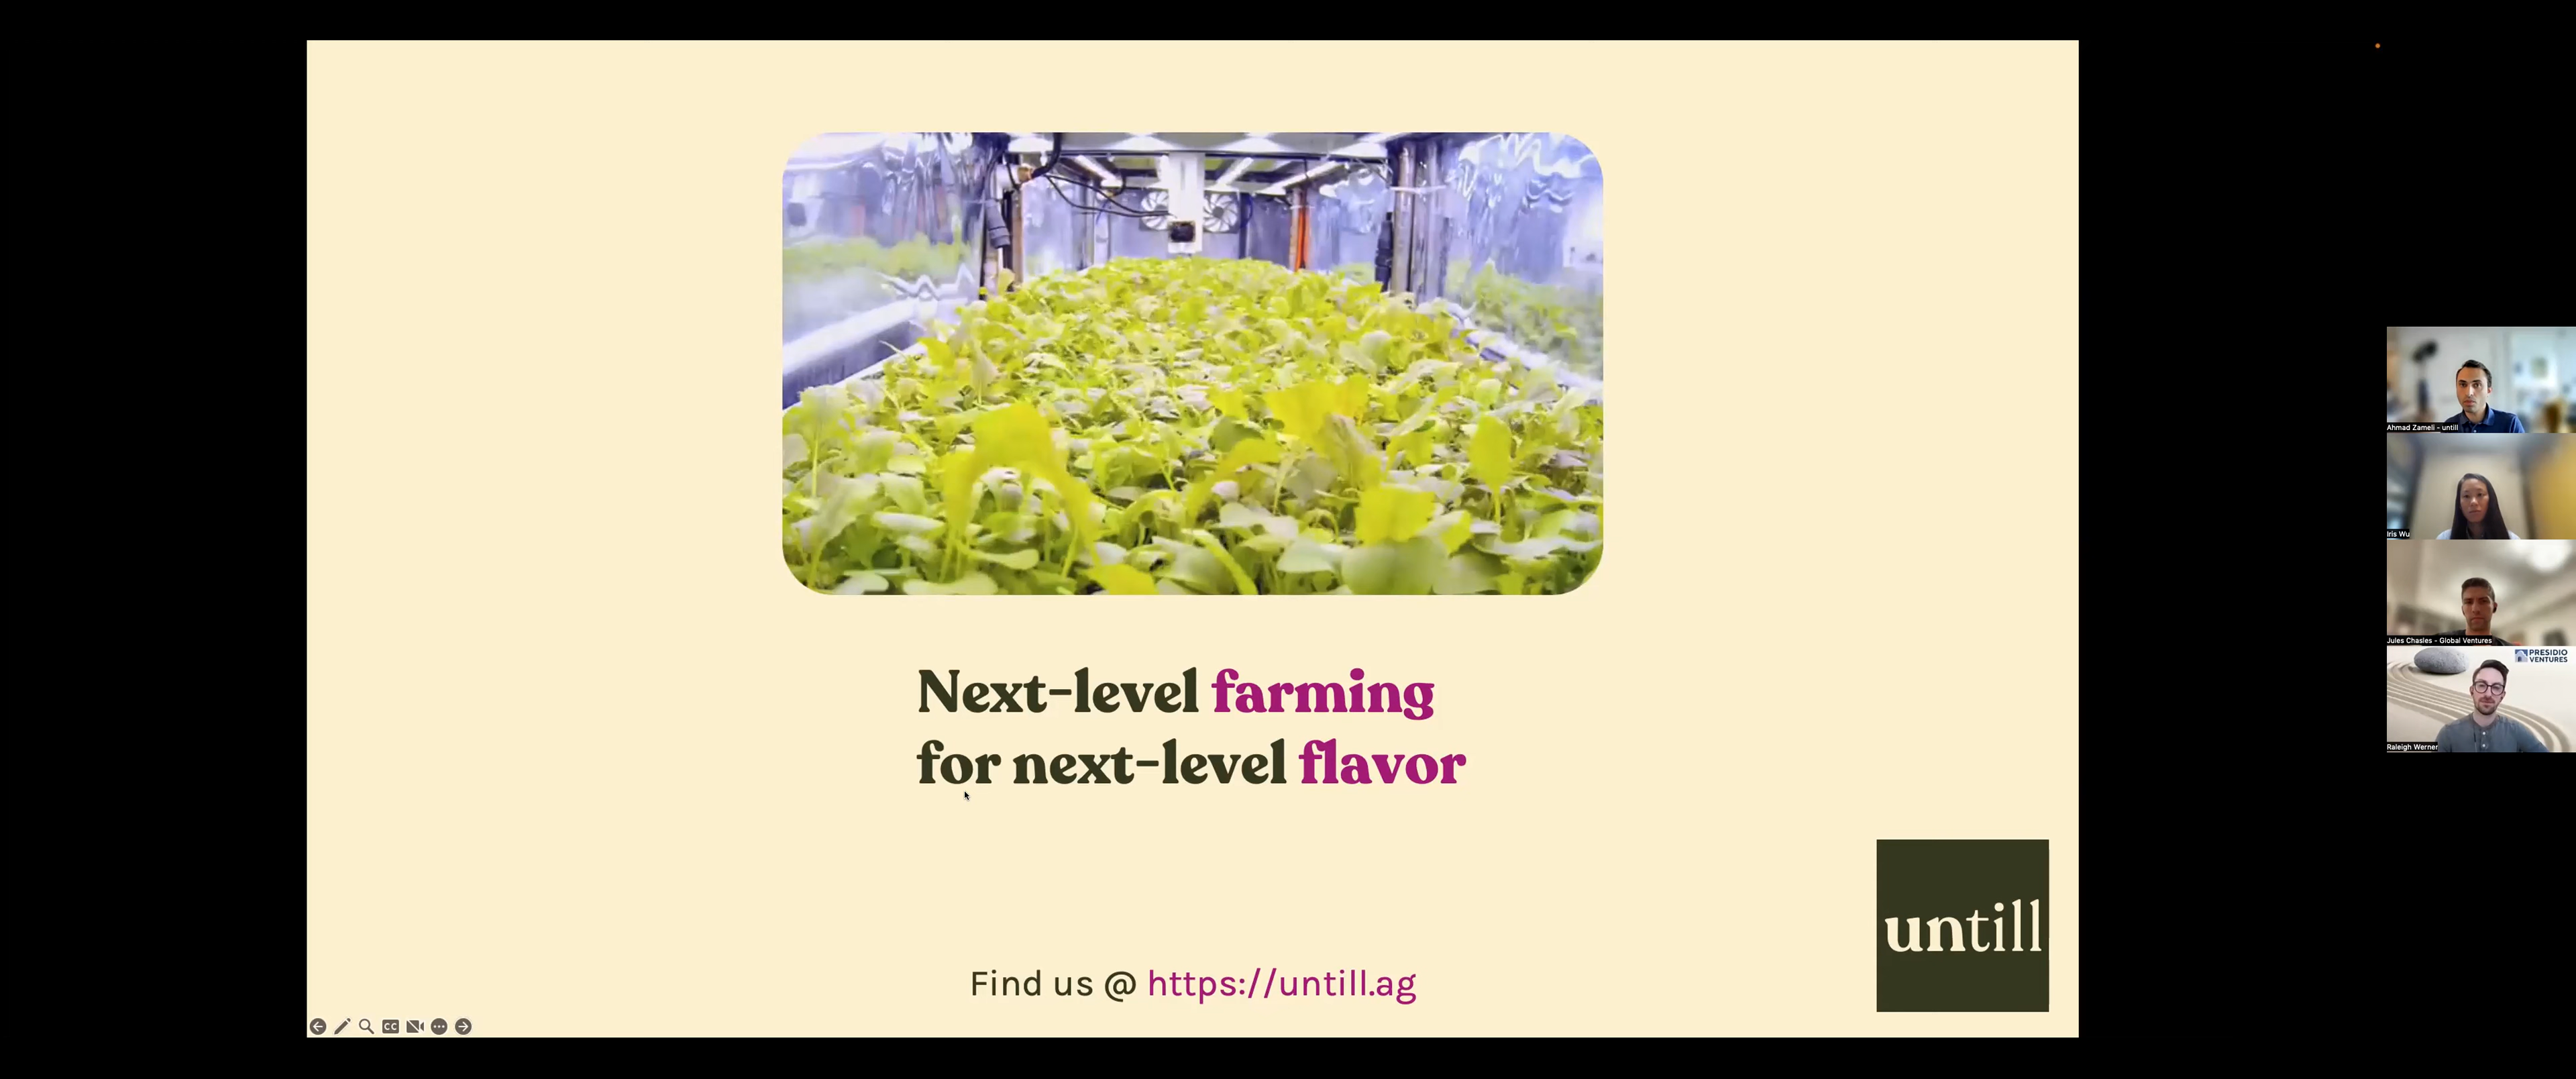 Next-level farming
for next-level flavor
Find us @ https://untill.ag
untill
CC
Ahmad Zameli - untill
Iris Wu
Jules Chasles - Global Ventures
PRESIDIO
VENTURES
Raleigh Werner